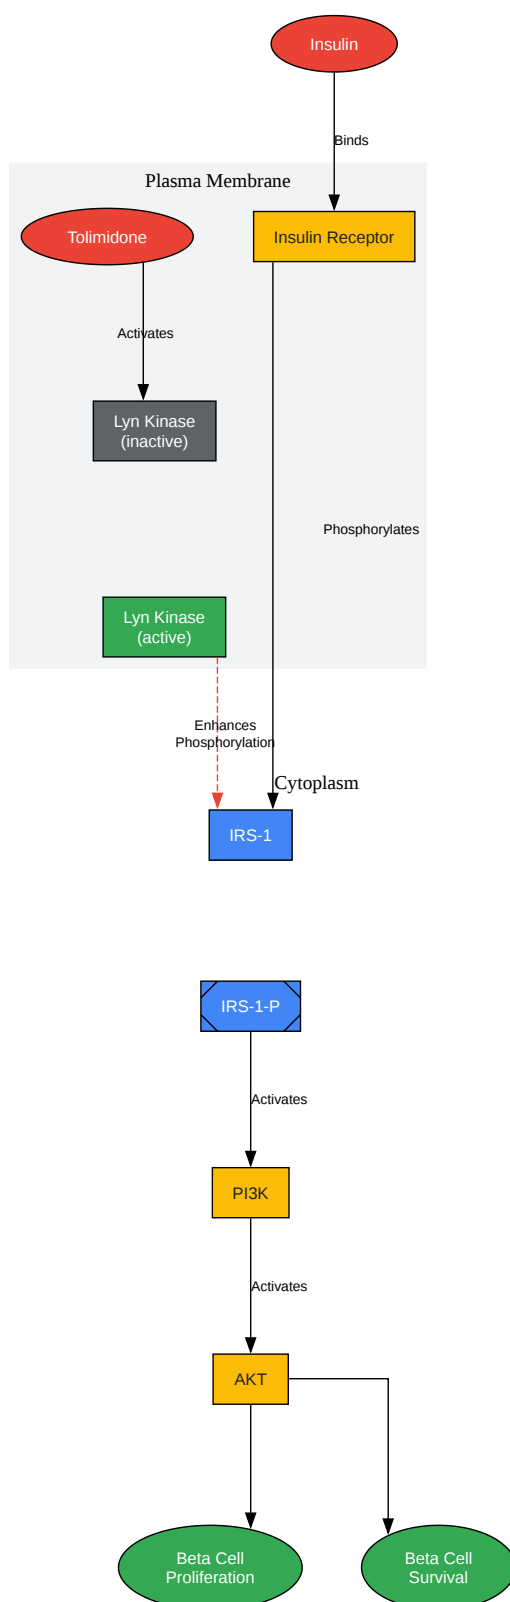 Insulin
Binds
Plasma Membrane
Tolimidone
Insulin Receptor
Activates
Lyn Kinase
(inactive)
Phosphorylates
Lyn Kinase
(active)
Enhances
Phosphorylation
Cytoplasm
IRS-1
IRS-1-P
Activates
PI3K
Activates
AKT
Beta Cell
Proliferation
Beta Cell
Survival